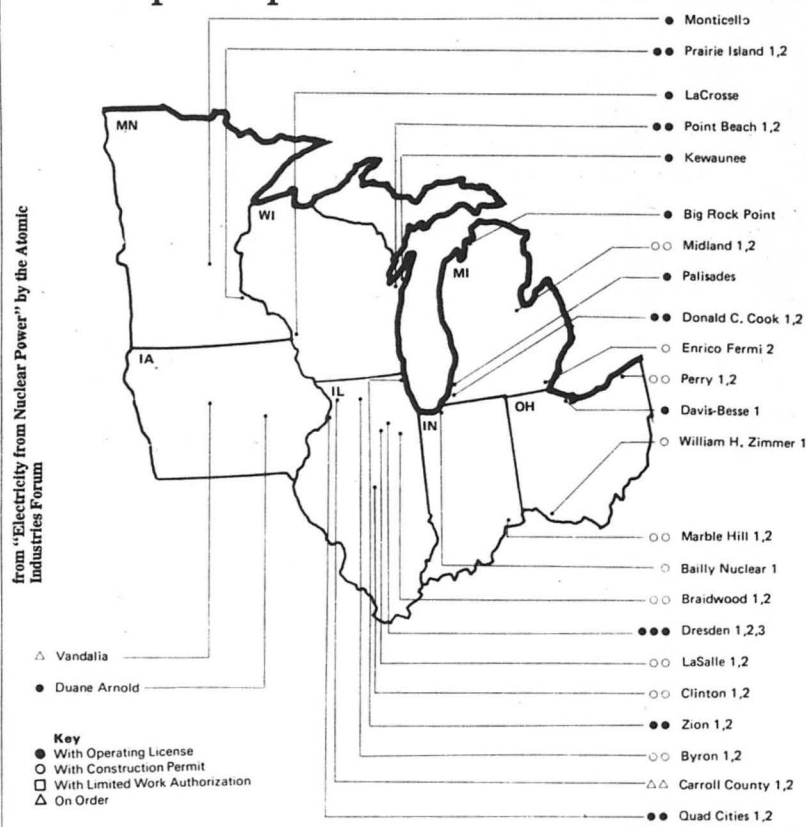 ● Monticello
●● Prairie Island 1,2
● LaCrosse
●● Point Beach 1,2
● Kewaunee
● Big Rock Point
○○ Midland 1,2
● Palisades
●● Donald C. Cook 1,2
○ Enrico Fermi 2
○○ Perry 1,2
● Davis-Besse 1
○ William H. Zimmer 1
○○ Marble Hill 1,2
○ Bailly Nuclear 1
○○ Braidwood 1,2
●●● Dresden 1,2,3
○○ LaSalle 1,2
○○ Clinton 1,2
●● Zion 1,2
○○ Byron 1,2
△△ Carroll County 1,2
●● Quad Cities 1,2
MN
WI
MI
IA
IL
IN
OH
from "Electricity from Nuclear Power" by the Atomic
Industries Forum
△ Vandalia
● Duane Arnold
Key
● With Operating License
○ With Construction Permit
□ With Limited Work Authorization
△ On Order